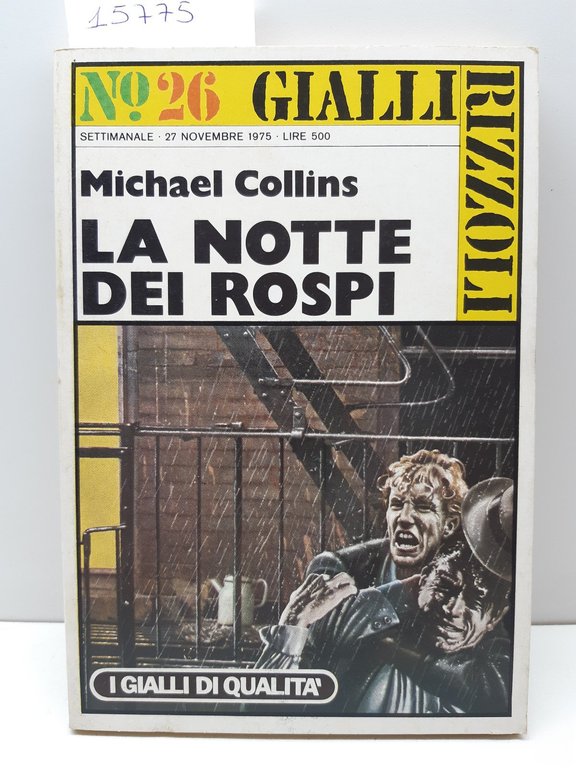 15775
Nº 26 GIALLI
RIZZOLI
SETTIMANALE · 27 NOVEMBRE 1975 · LIRE 500
Michael Collins
LA NOTTE
DEI ROSPI
I GIALLI DI QUALITA'